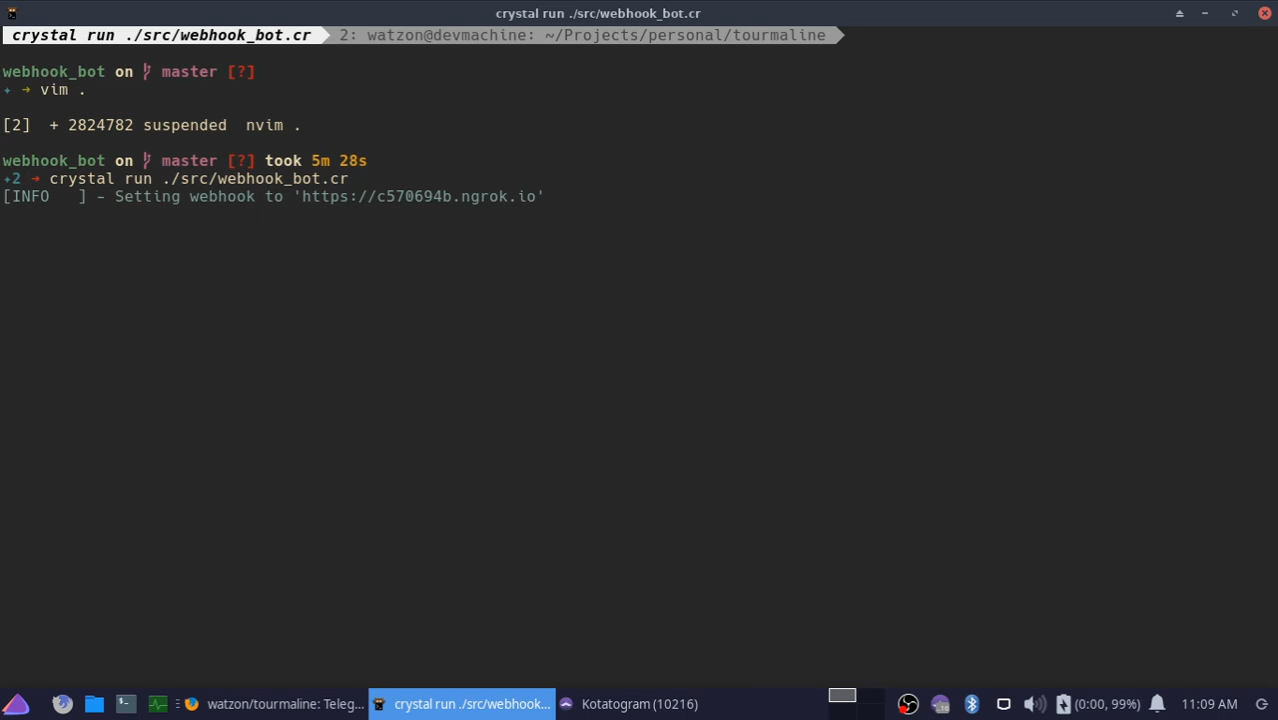 crystal run ./src/webhook_bot.cr
crystal run ./src/webhook_bot.cr 2: watzon@devmachine: ~/Projects/personal/tourmaline
webhook_bot on master [?]
✦ ➜ vim .
[2] + 2824782 suspended nvim .
webhook_bot on master [?] took 5m 28s
✦2 ➜ crystal run ./src/webhook_bot.cr
[INFO ] – Setting webhook to 'https://c570694b.ngrok.io'
watzon/tourmaline: Teleg... crystal run ./src/webhook... Kotatogram (10216) (0:00, 99%) 11:09 AM